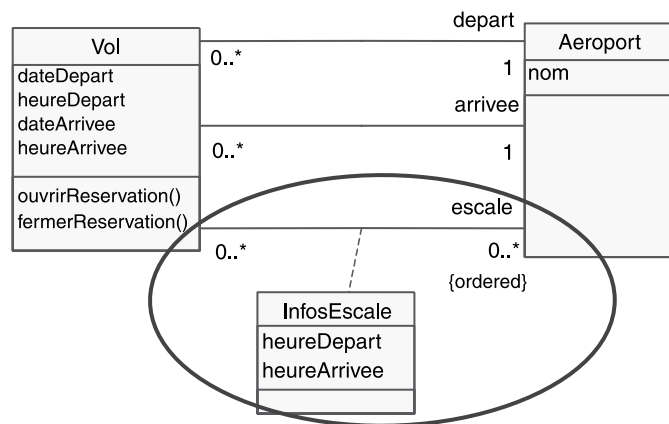 depart
Vol
Aeroport
0..*
1
dateDepart
heureDepart
dateArrivee
heureArrivee
nom
arrivee
0..*
1
ouvrirReservation()
fermerReservation()
escale
0..*
0..*
{ordered}
InfosEscale
heureDepart
heureArrivee